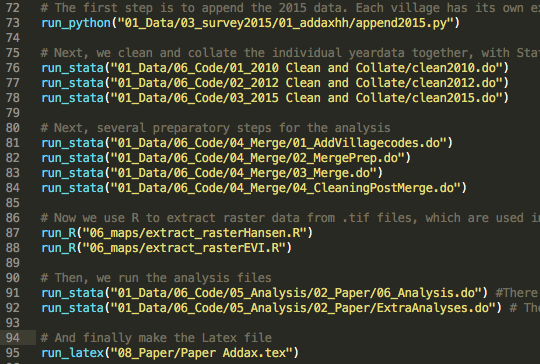 72 # The first step is to append the 2015 data. Each village has its own
73 run_python("01_Data/03_survey2015/01_addaxhh/append2015.py")
74
75 # Next, we clean and collate the individual yeardata together, with
76 run_stata("01_Data/06_Code/01_2010 Clean and Collate/clean2010.do")
77 run_stata("01_Data/06_Code/02_2012 Clean and Collate/clean2012.do")
78 run_stata("01_Data/06_Code/03_2015 Clean and Collate/clean2015.do")
79
80 # Next, several preparatory steps for the analysis
81 run_stata("01_Data/06_Code/04_Merge/01_AddVillagecodes.do")
82 run_stata("01_Data/06_Code/04_Merge/02_MergePrep.do")
83 run_stata("01_Data/06_Code/04_Merge/03_Merge.do")
84 run_stata("01_Data/06_Code/04_Merge/04_CleaningPostMerge.do")
85
86 # Now we use R to extract raster data from .tif files, which are used
87 run_R("06_maps/extract_rasterHansen.R")
88 run_R("06_maps/extract_rasterEVI.R")
89
90 # Then, we run the analysis files
91 run_stata("01_Data/06_Code/05_Analysis/02_Paper/06_Analysis.do") #There
92 run_stata("01_Data/06_Code/05_Analysis/02_Paper/ExtraAnalyses.do") #
93
94 # And finally make the Latex file
95 run_latex("08_Paper/Paper Addax.tex")